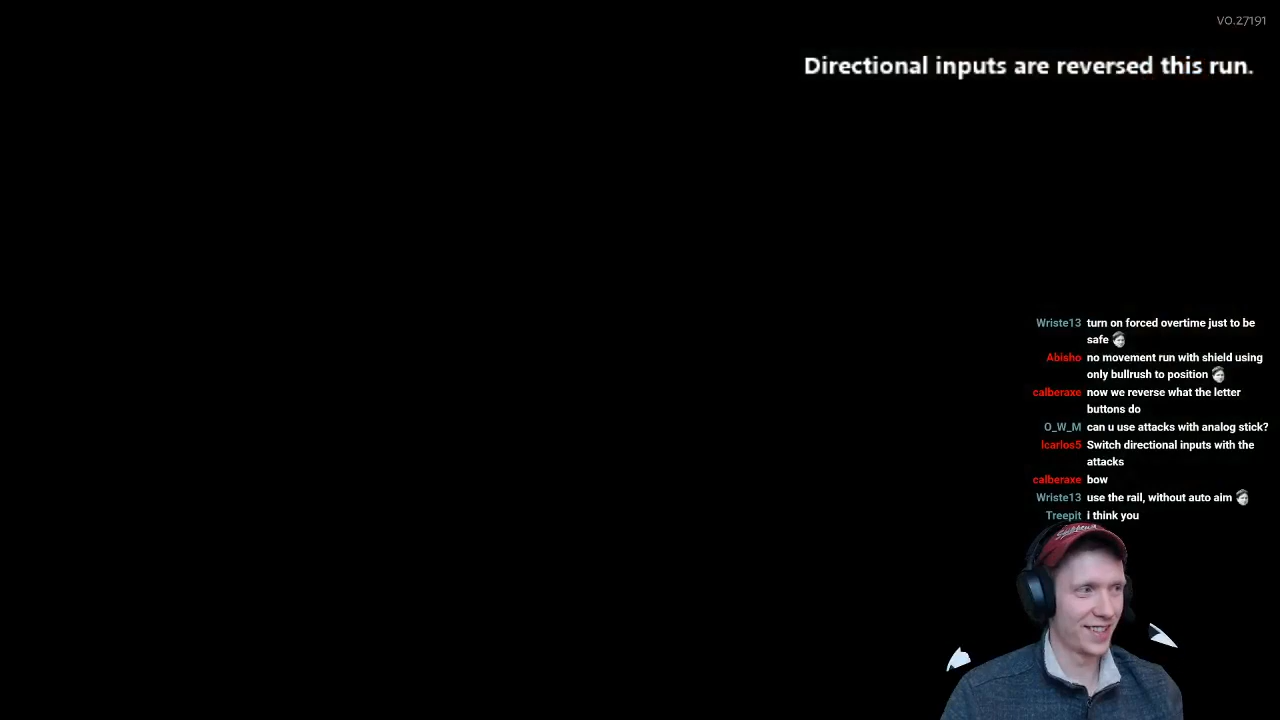 V0.27191
Directional inputs are reversed this run.
Wriste13 turn on forced overtime just to be
safe
Abisho no movement run with shield using
only bullrush to position
calberaxe now we reverse what the letter
buttons do
O_W_M can u use attacks with analog stick?
Icarlos5 Switch directional inputs with the
attacks
calberaxe bow
Wriste13 use the rail, without auto aim
Treepit i think you